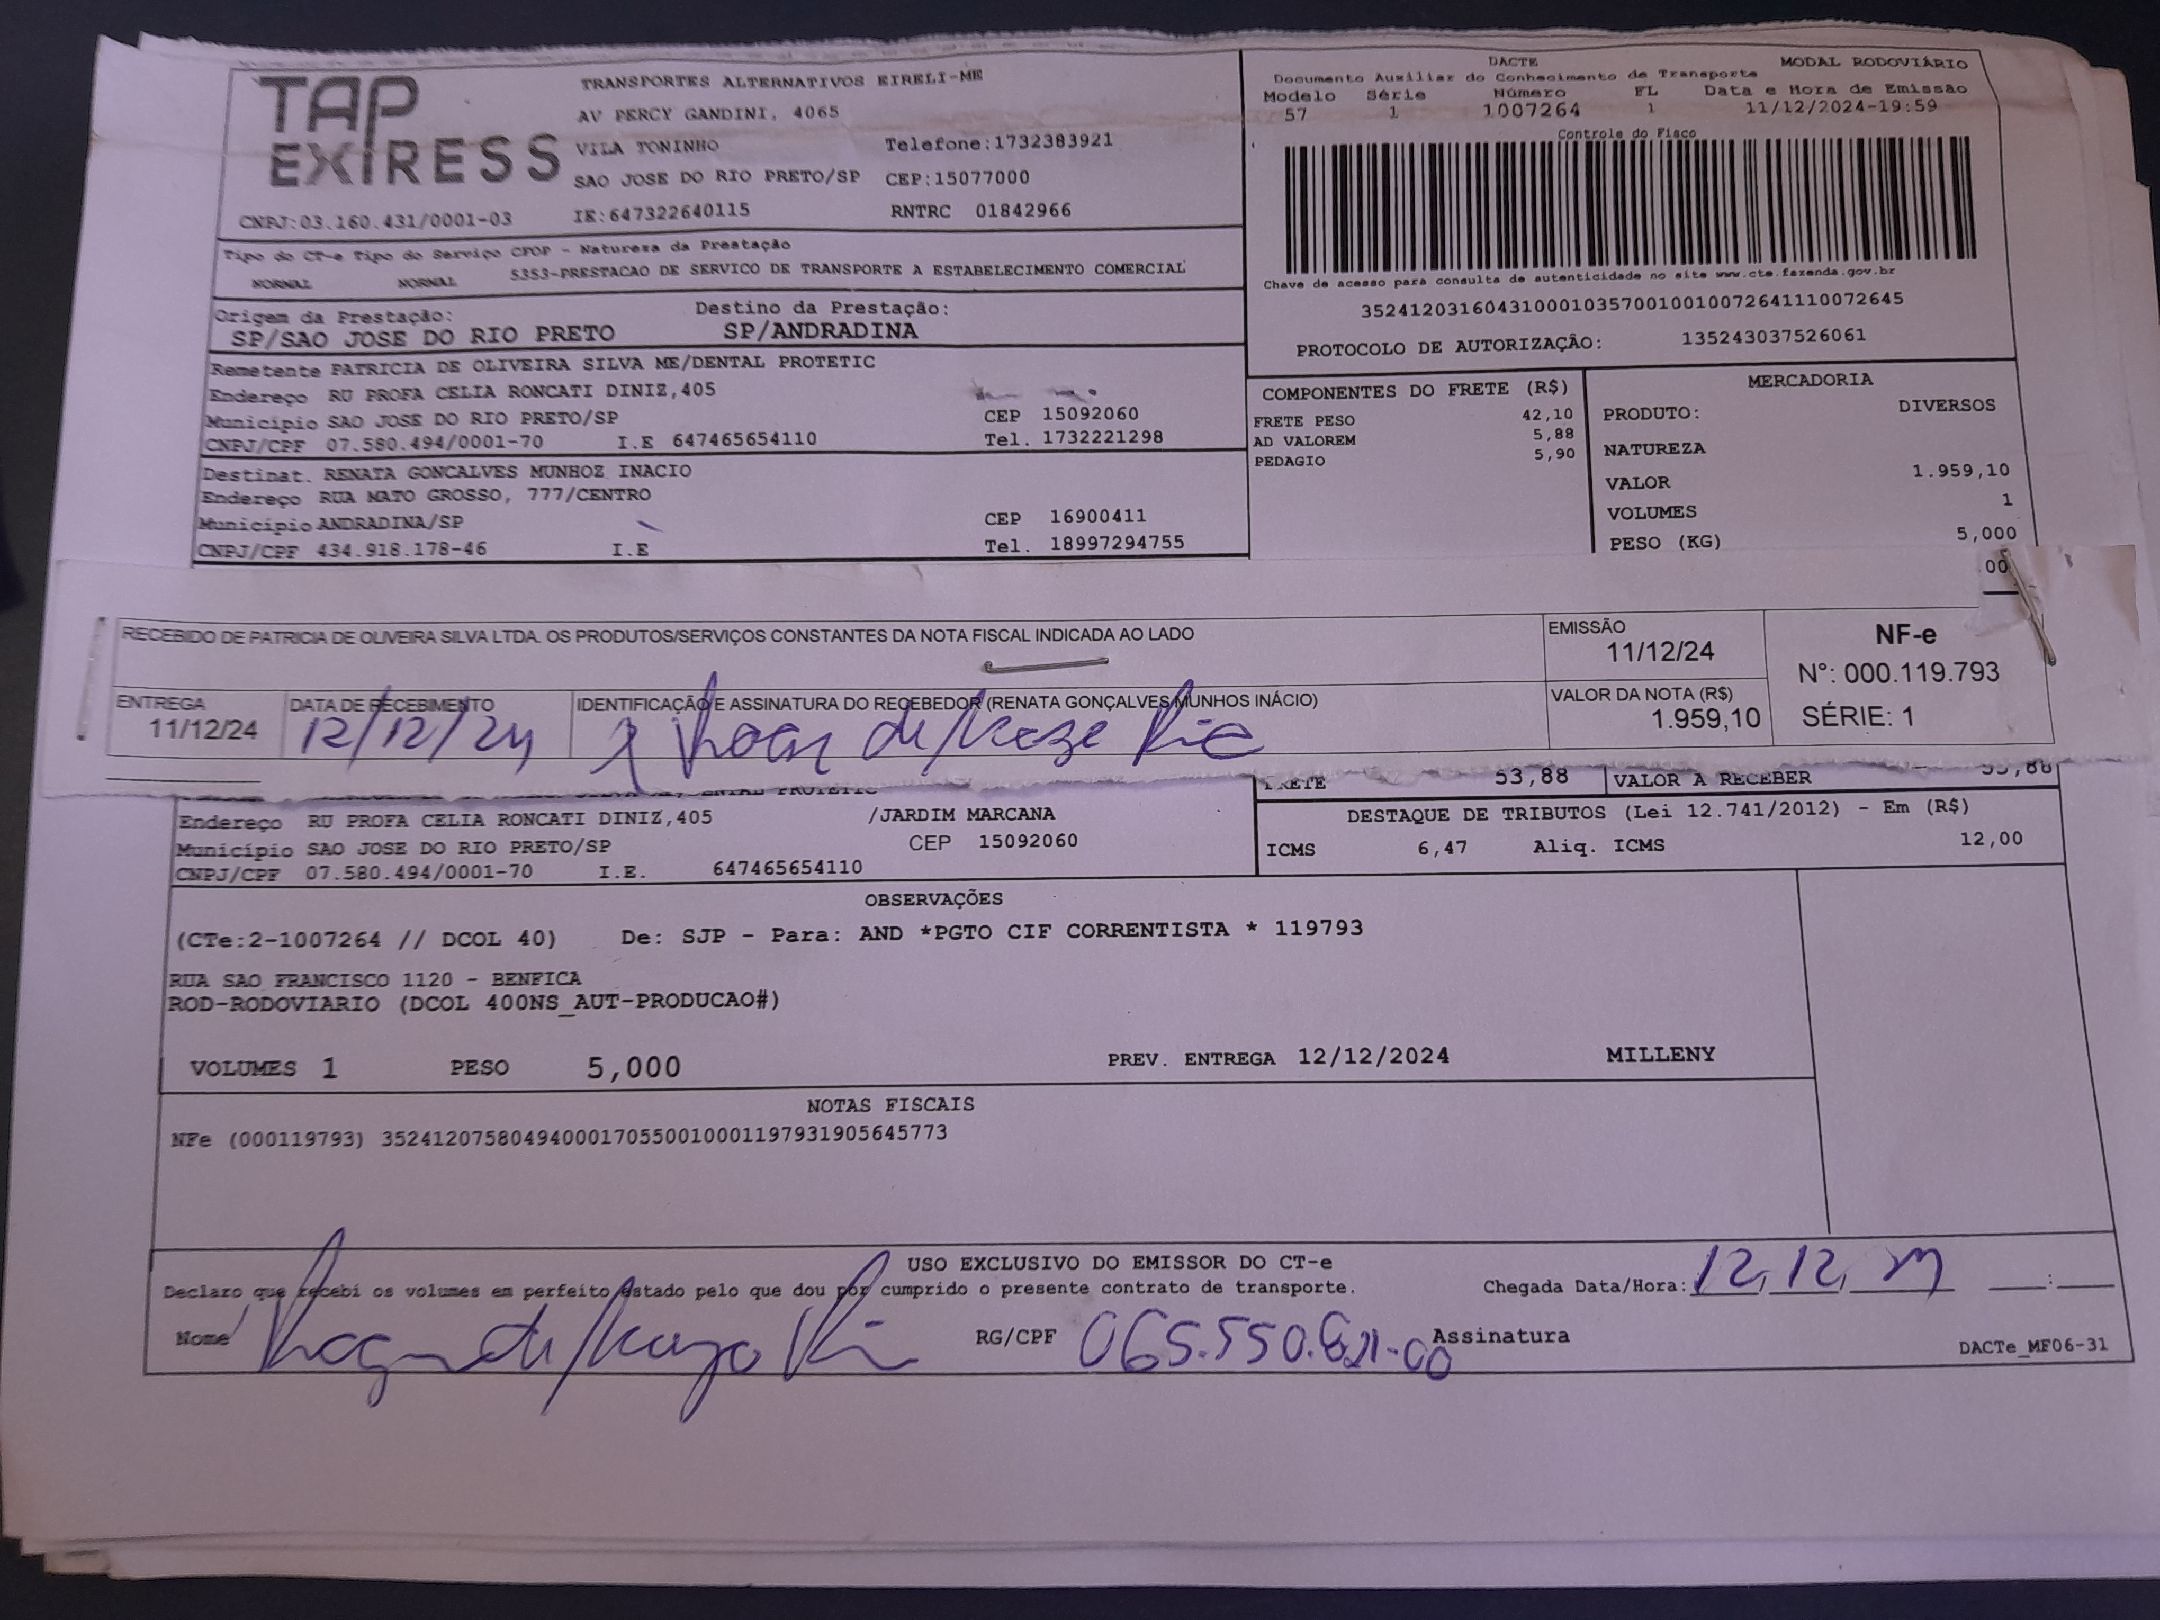 TAP EXPRESS
TRANSPORTES ALTERNATIVOS EIRELI-ME
AV PERCY GANDINI, 4065
VILA TONINHO Telefone:1732383921
SAO JOSE DO RIO PRETO/SP CEP:15077000
CNPJ:03.160.431/0001-03 IE:647322640115 RNTRC 01842966
DACTE MODAL RODOVIÁRIO
Documento Auxiliar do Conhecimento de Transporte
Modelo Série Número FL Data e Hora de Emissão
57 1 1007264 1 11/12/2024-19:59
Controle do Fisco
Chave de acesso para consulta de autenticidade no site www.cte.fazenda.gov.br
35241203160431000103570010010072641110072645
PROTOCOLO DE AUTORIZAÇÃO: 135243037526061
Tipo do CT-e Tipo do Serviço CFOP - Natureza da Prestação
NORMAL NORMAL 5353-PRESTACAO DE SERVICO DE TRANSPORTE A ESTABELECIMENTO COMERCIAL
Origem da Prestação: Destino da Prestação:
SP/SAO JOSE DO RIO PRETO SP/ANDRADINA
Remetente PATRICIA DE OLIVEIRA SILVA ME/DENTAL PROTETIC
Endereço RU PROFA CELIA RONCATI DINIZ,405
Município SAO JOSE DO RIO PRETO/SP CEP 15092060
CNPJ/CPF 07.580.494/0001-70 I.E 647465654110 Tel. 1732221298
Destinat. RENATA GONCALVES MUNHOZ INACIO
Endereço RUA MATO GROSSO, 777/CENTRO
Município ANDRADINA/SP CEP 16900411
CNPJ/CPF 434.918.178-46 I.E Tel. 18997294755
COMPONENTES DO FRETE (R$)
FRETE PESO 42,10
AD VALOREM 5,88
PEDAGIO 5,90
MERCADORIA
PRODUTO: DIVERSOS
NATUREZA
VALOR 1.959,10
VOLUMES 1
PESO (KG) 5,000
RECEBIDO DE PATRICIA DE OLIVEIRA SILVA LTDA. OS PRODUTOS/SERVIÇOS CONSTANTES DA NOTA FISCAL INDICADA AO LADO
EMISSÃO
11/12/24
NF-e
Nº: 000.119.793
SÉRIE: 1
ENTREGA
11/12/24
DATA DE RECEBIMENTO
12/12/24
IDENTIFICAÇÃO E ASSINATURA DO RECEBEDOR (RENATA GONÇALVES MUNHOS INÁCIO)
VALOR DA NOTA (R$)
1.959,10
FRETE 53,88 VALOR A RECEBER 53,88
Endereço RU PROFA CELIA RONCATI DINIZ,405 /JARDIM MARCANA
Município SAO JOSE DO RIO PRETO/SP CEP 15092060
CNPJ/CPF 07.580.494/0001-70 I.E. 647465654110
DESTAQUE DE TRIBUTOS (Lei 12.741/2012) - Em (R$)
ICMS 6,47 Aliq. ICMS 12,00
OBSERVAÇÕES
(CTe:2-1007264 // DCOL 40) De: SJP - Para: AND *PGTO CIF CORRENTISTA * 119793
RUA SAO FRANCISCO 1120 - BENFICA
ROD-RODOVIARIO (DCOL 400NS_AUT-PRODUCAO#)
VOLUMES 1 PESO 5,000 PREV. ENTREGA 12/12/2024 MILLENY
NOTAS FISCAIS
NFe (000119793) 35241207580494000170550010001197931905645773
USO EXCLUSIVO DO EMISSOR DO CT-e
Declaro que recebi os volumes em perfeito estado pelo que dou por cumprido o presente contrato de transporte.
Chegada Data/Hora: 12, 12, 24 :
Nome RG/CPF Assinatura
DACTe_MF06-31